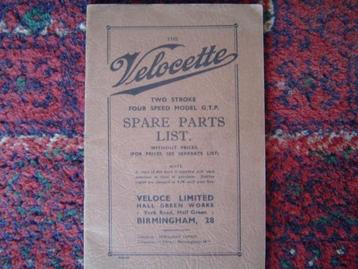 THE
Velocette
TWO STROKE
FOUR SPEED MODEL G.T.P.
SPARE PARTS
LIST.
WITHOUT PRICES.
(FOR PRICES SEE SEPARATE LIST)
NOTE
VELOCE LIMITED
HALL GREEN WORKS
York Road, Hall Green
BIRMINGHAM, 28